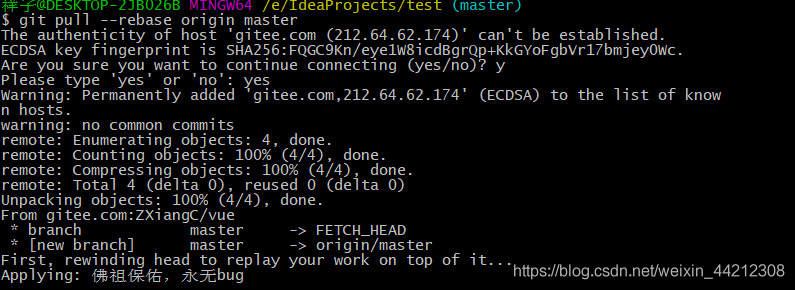 祥子@DESKTOP-2JBO26B MINGW64 /e/IdeaProjects/test (master)
$ git pull --rebase origin master
The authenticity of host 'gitee.com (212.64.62.174)' can't be established.
ECDSA key fingerprint is SHA256:FQGC9Kn/eye1W8icdBgrQp+KkGYoFgbVr17bmjey0Wc.
Are you sure you want to continue connecting (yes/no)? y
Please type 'yes' or 'no': yes
Warning: Permanently added 'gitee.com,212.64.62.174' (ECDSA) to the list of know
n hosts.
warning: no common commits
remote: Enumerating objects: 4, done.
remote: Counting objects: 100% (4/4), done.
remote: Compressing objects: 100% (4/4), done.
remote: Total 4 (delta 0), reused 0 (delta 0)
Unpacking objects: 100% (4/4), done.
From gitee.com:ZXiangC/vue
 * branch            master     -> FETCH_HEAD
 * [new branch]      master     -> origin/master
First, rewinding head to replay your work on top of it...
Applying: 佛祖保佑，永无bug
https://blog.csdn.net/weixin_44212308